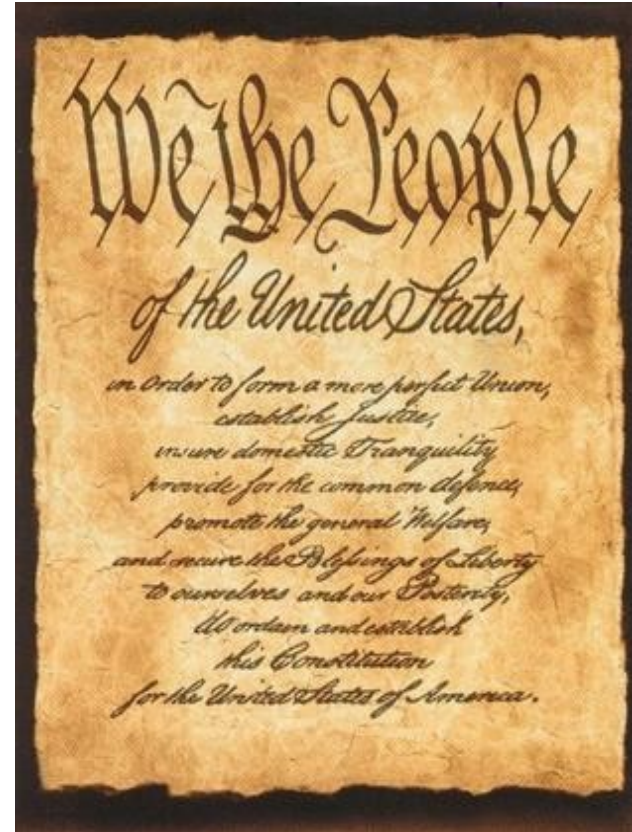 We the People
of the United States,
in Order to form a more perfect Union,
establish Justice,
insure domestic Tranquility
provide for the common defence,
promote the general Welfare,
and secure the Blessings of Liberty
to ourselves and our Posterity,
do ordain and establish
this Constitution
for the United States of America.